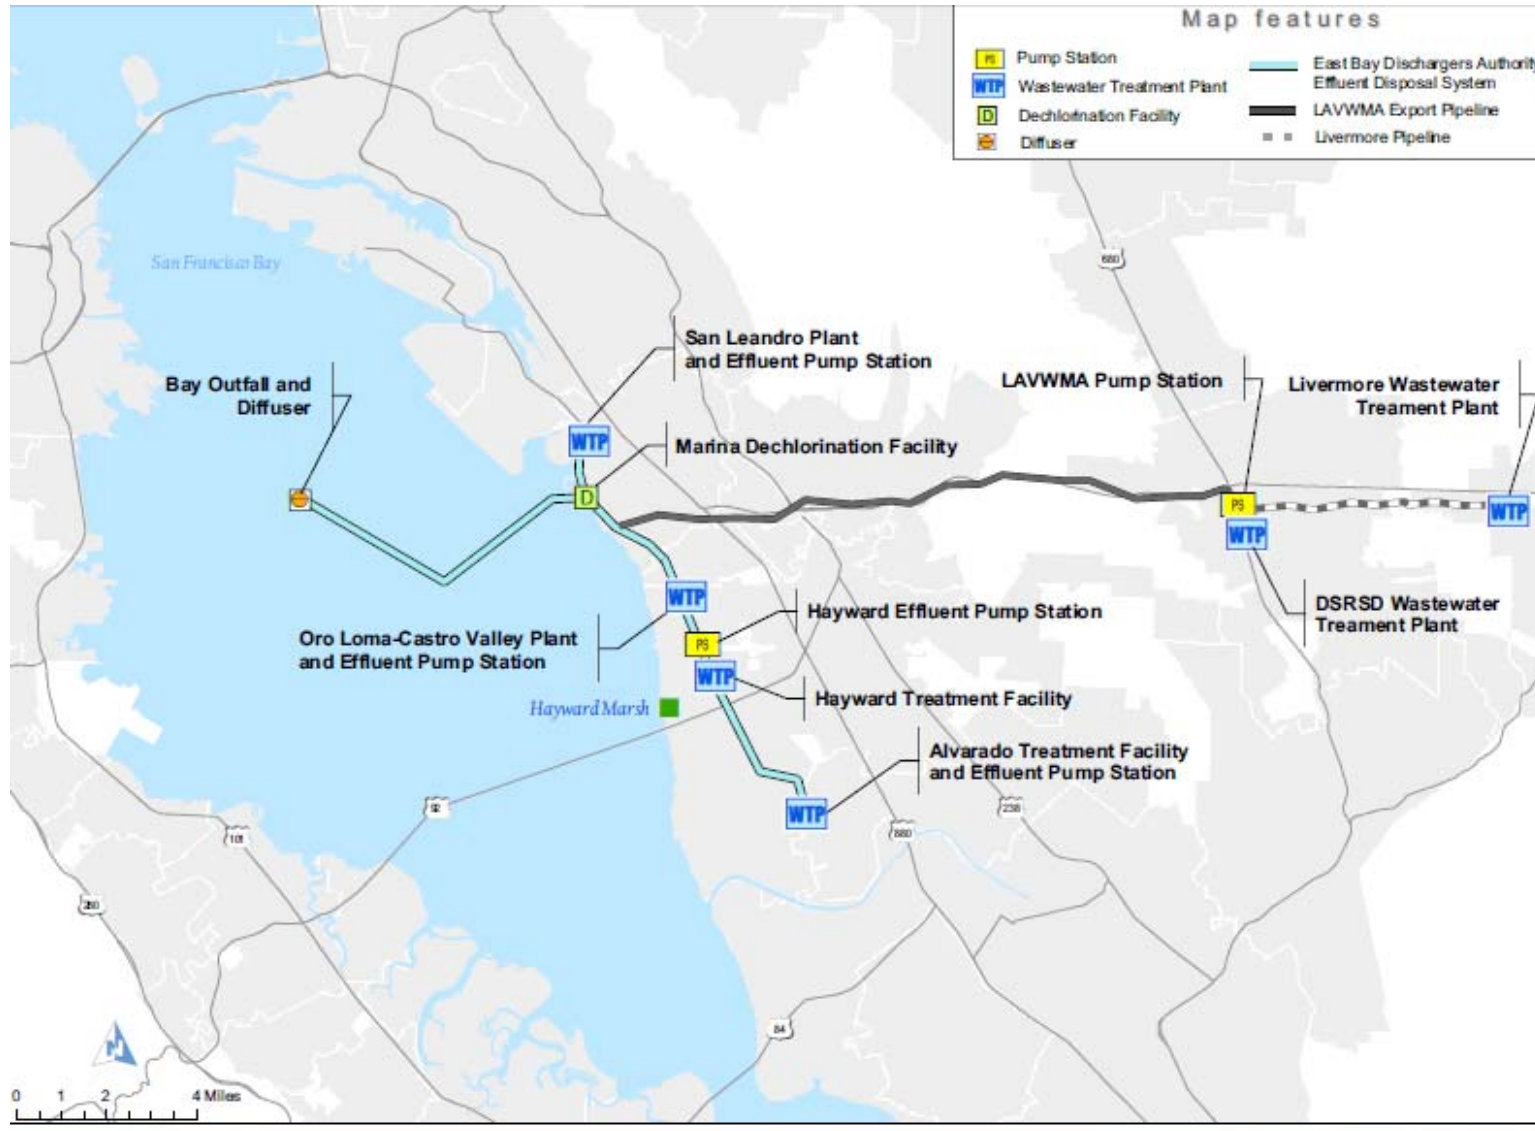 Map features
PS Pump Station
WTP Wastewater Treatment Plant
D Dechlorination Facility
Diffuser
East Bay Dischargers Authority
Effluent Disposal System
LAVWMA Export Pipeline
Livermore Pipeline
San Francisco Bay
680
San Leandro Plant
and Effluent Pump Station
Bay Outfall and
Diffuser
LAVWMA Pump Station
Livermore Wastewater
Treament Plant
WTP
Marina Dechlorination Facility
D
PS
WTP
WTP
DSRSD Wastewater
Treament Plant
WTP
Hayward Effluent Pump Station
Oro Loma-Castro Valley Plant
and Effluent Pump Station
PS
WTP
Hayward Treatment Facility
Hayward Marsh
Alvarado Treatment Facility
and Effluent Pump Station
WTP
92
101
238
880
280
84
N
0 1 2 4 Miles